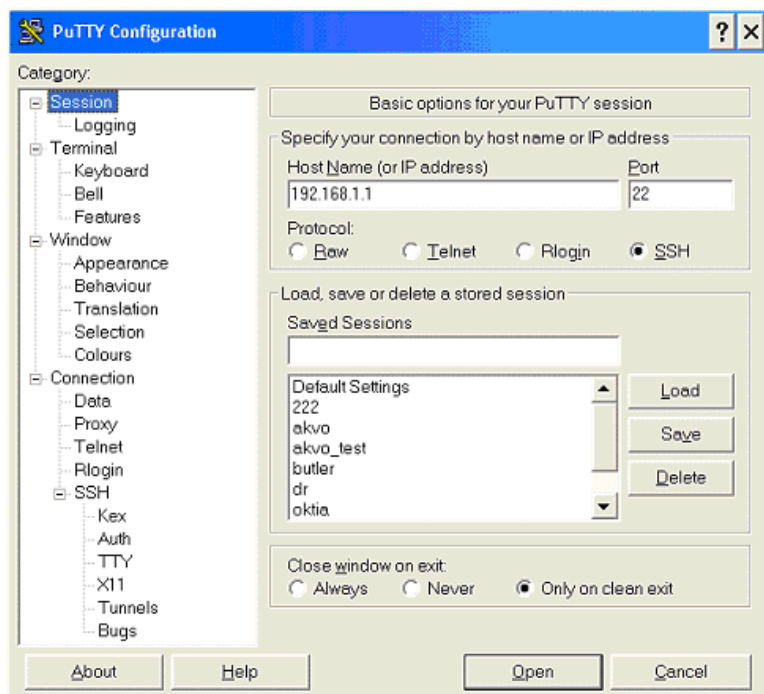 PuTTY Configuration
Category:
Session
Logging
Terminal
Keyboard
Bell
Features
Window
Appearance
Behaviour
Translation
Selection
Colours
Connection
Data
Proxy
Telnet
Rlogin
SSH
Kex
Auth
TTY
X11
Tunnels
Bugs
Basic options for your PuTTY session
Specify your connection by host name or IP address
Host Name (or IP address) Port
192.168.1.1 22
Protocol:
Raw Telnet Rlogin SSH
Load, save or delete a stored session
Saved Sessions
Default Settings
222
akvo
akvo_test
butler
dr
oktia
Load
Save
Delete
Close window on exit:
Always Never Only on clean exit
About Help Open Cancel